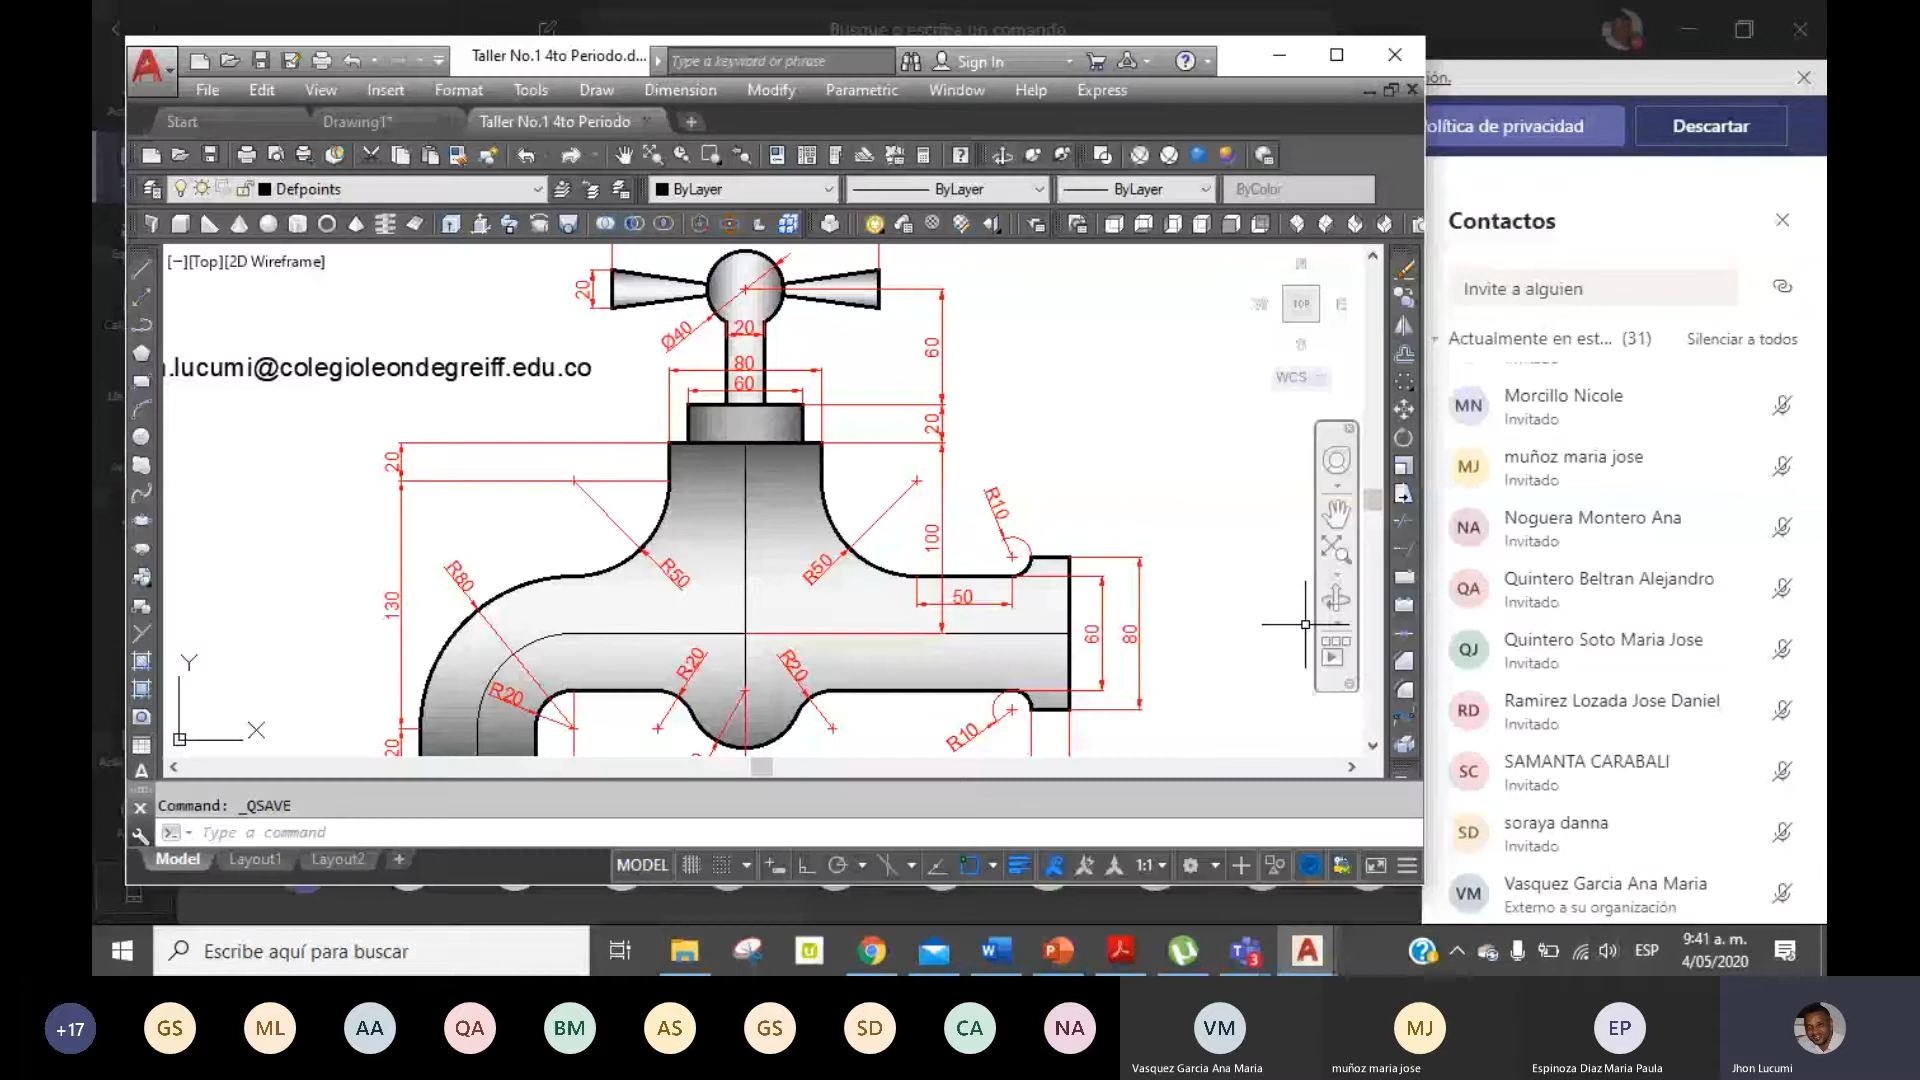 Busque o escriba un comando
Taller No.1 4to Periodo.d...
Type a keyword or phrase
Sign In
File Edit View Insert Format Tools Draw Dimension Modify Parametric Window Help Express
ión.
Start
Drawing1*
Taller No.1 4to Periodo
olítica de privacidad
Descartar
Defpoints
ByLayer
ByLayer
ByLayer
ByColor
[−][Top][2D Wireframe]
.lucumi@colegioleondegreiff.edu.co
20
Ø40
20
80
60
60
20
20
130
20
R80
R50
R50
R20
R20
R20
100
50
R10
R10
60
80
TOP
WCS
Y
X
Command: _QSAVE
Type a command
Model Layout1 Layout2 +
MODEL
1:1
Contactos
Invite a alguien
Actualmente en est... (31)
Silenciar a todos
MN
Morcillo Nicole
Invitado
MJ
muñoz maria jose
Invitado
NA
Noguera Montero Ana
Invitado
QA
Quintero Beltran Alejandro
Invitado
QJ
Quintero Soto Maria Jose
Invitado
RD
Ramirez Lozada Jose Daniel
Invitado
SC
SAMANTA CARABALI
Invitado
SD
soraya danna
Invitado
VM
Vasquez Garcia Ana Maria
Externo a su organización
Escribe aquí para buscar
ESP
9:41 a. m.
4/05/2020
+17
GS
ML
AA
QA
BM
AS
GS
SD
CA
NA
VM
Vasquez Garcia Ana Maria
MJ
muñoz maria jose
EP
Espinoza Diaz Maria Paula
Jhon Lucumi